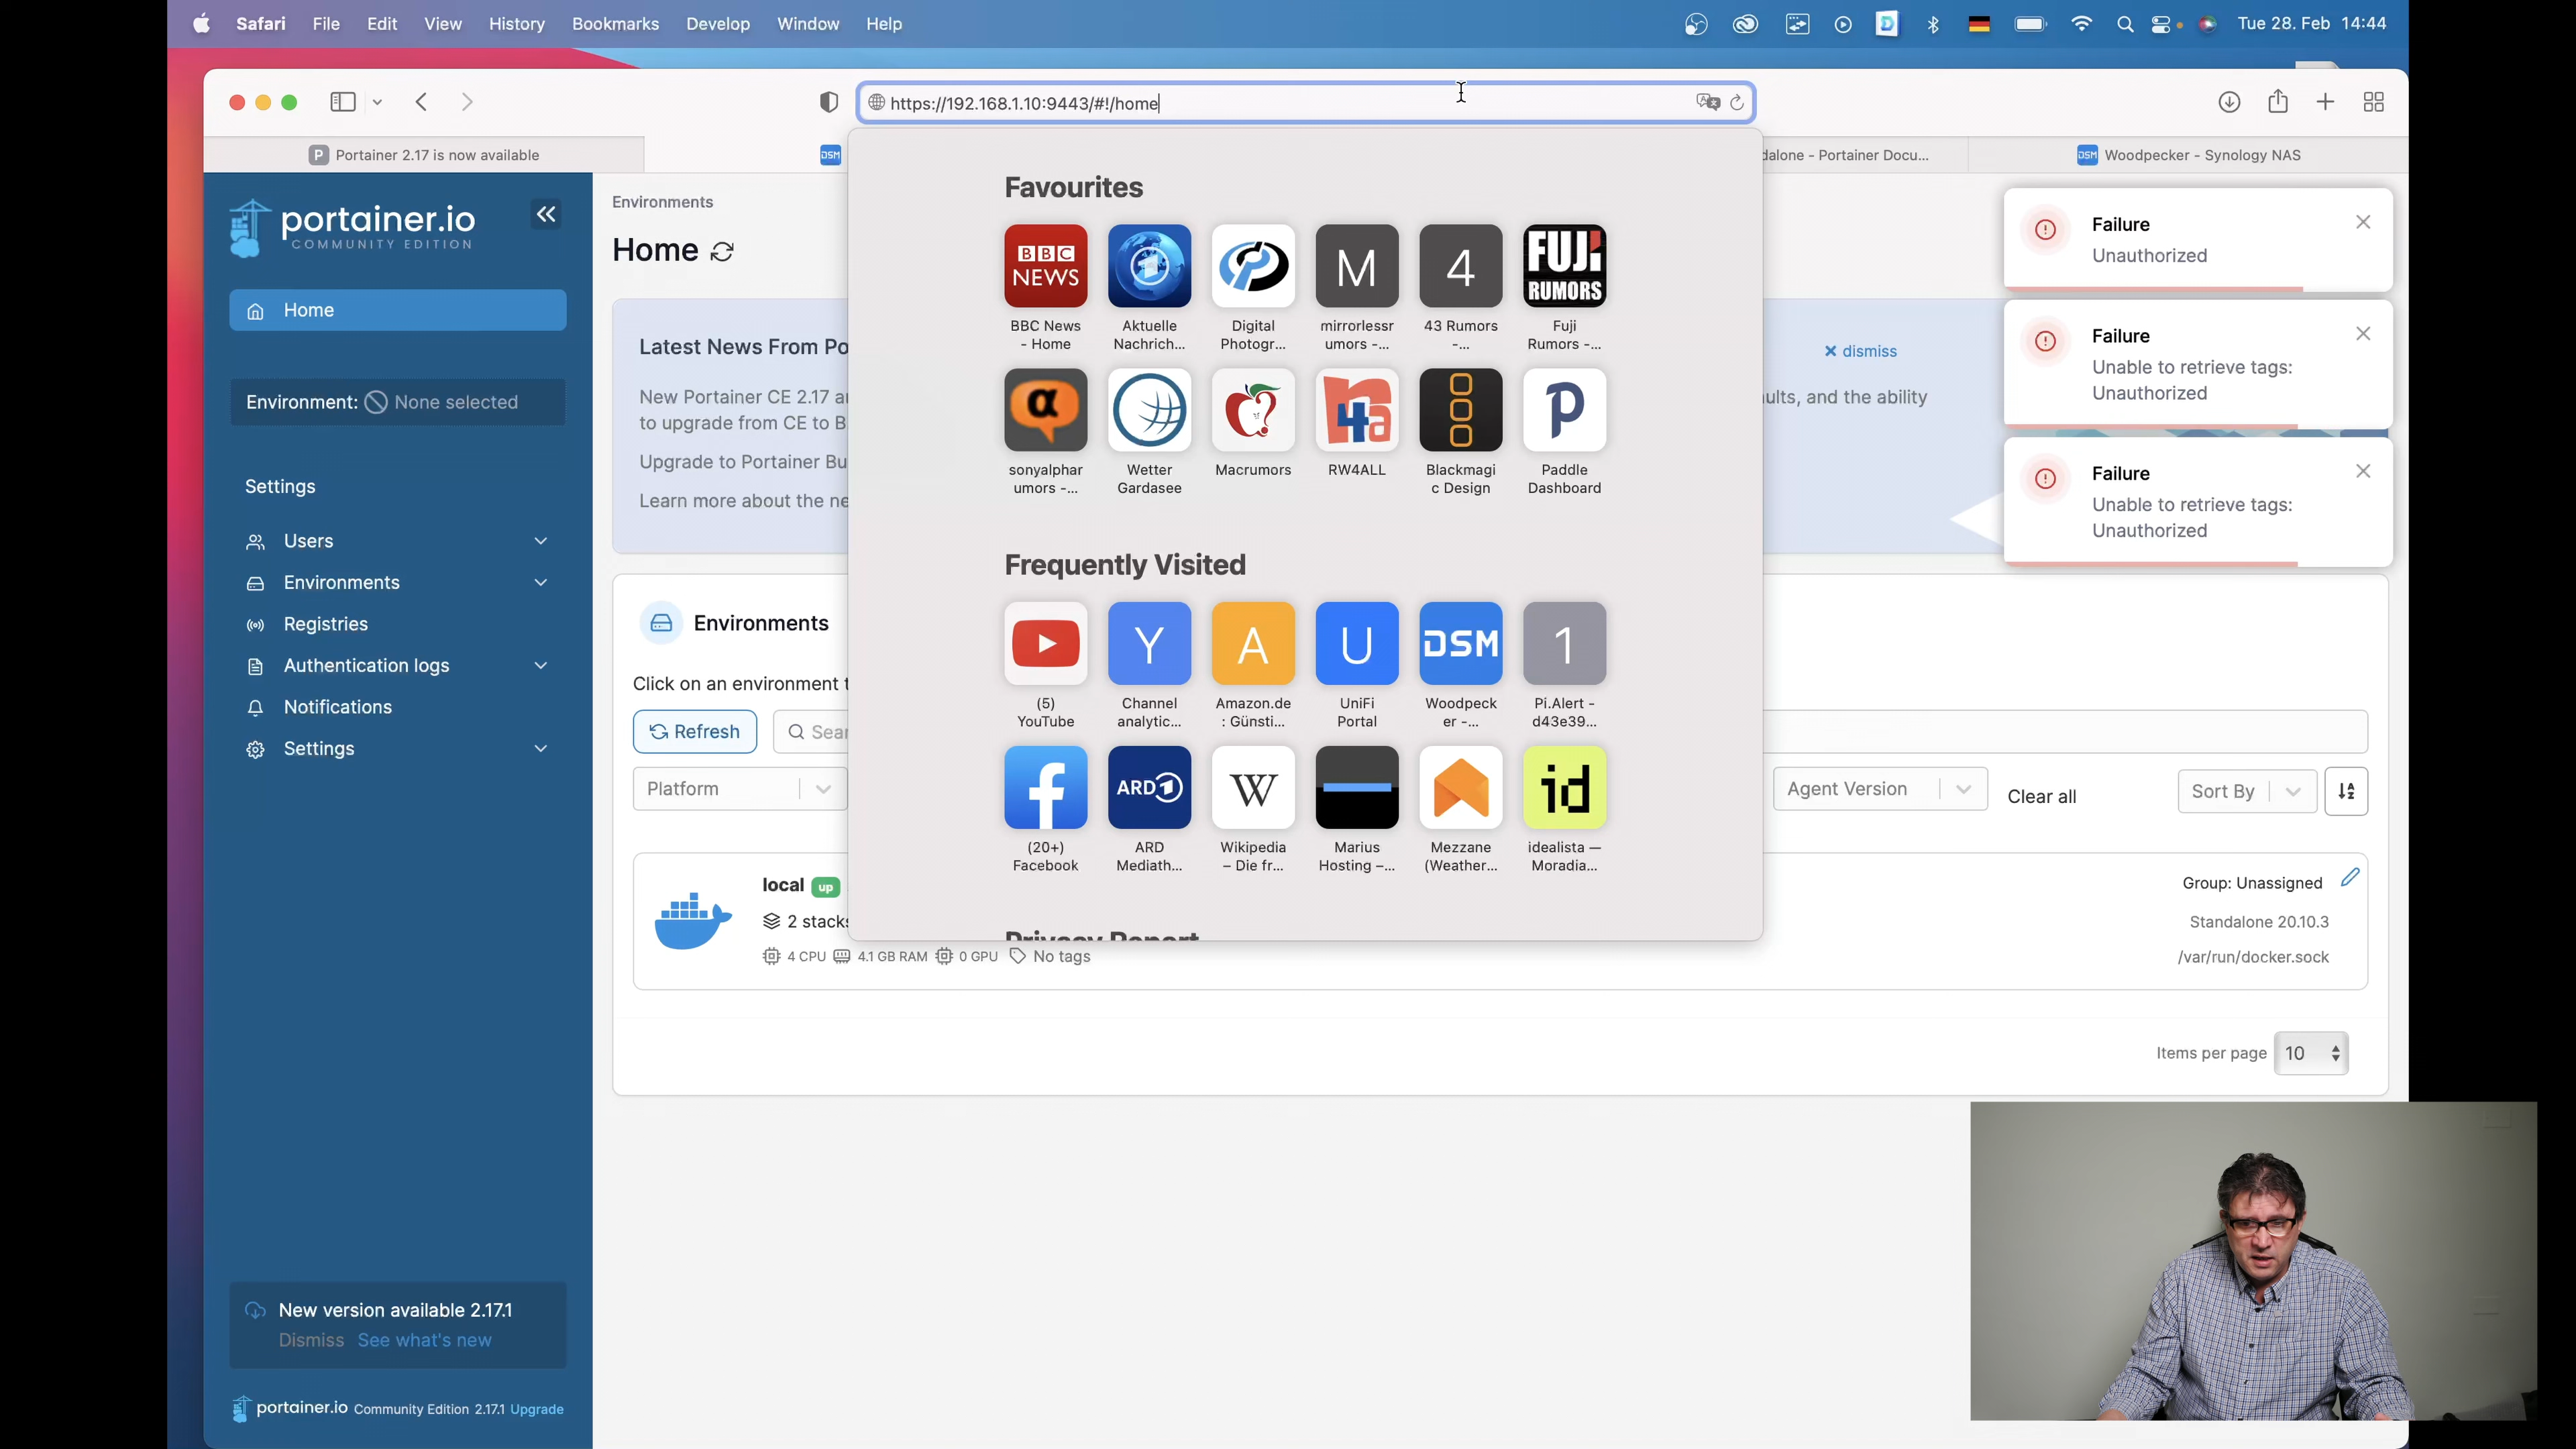 Safari File Edit View History Bookmarks Develop Window Help
Tue 28. Feb 14:44
https://192.168.1.10:9443/#!/home
P Portainer 2.17 is now available
DSM
dalone - Portainer Docu...
DSM Woodpecker - Synology NAS
portainer.io
COMMUNITY EDITION
Home
Environment: None selected
Settings
Users
Environments
Registries
Authentication logs
Notifications
Settings
New version available 2.17.1
Dismiss See what's new
portainer.io Community Edition 2.17.1 Upgrade
Environments
Home
Latest News From Po
dismiss
New Portainer CE 2.17 a
ults, and the ability
to upgrade from CE to B
Upgrade to Portainer Bu
Learn more about the ne
Environments
Click on an environment t
Refresh
Sear
Platform
Agent Version
Clear all
Sort By
local up
2 stacks
4 CPU 4.1 GB RAM 0 GPU No tags
Group: Unassigned
Standalone 20.10.3
/var/run/docker.sock
Items per page 10
Favourites
BBC
NEWS
M
4
FUJI
RUMORS
BBC News
- Home
Aktuelle
Nachrich...
Digital
Photogr...
mirrorlessr
umors -...
43 Rumors
-...
Fuji
Rumors -...
sonyalphar
umors -...
Wetter
Gardasee
Macrumors
RW4ALL
Blackmagi
c Design
Paddle
Dashboard
Frequently Visited
Y
A
U
DSM
1
(5)
YouTube
Channel
analytic...
Amazon.de
: Günsti...
UniFi
Portal
Woodpeck
er -...
Pi.Alert -
d43e39...
ARD
W
id
(20+)
Facebook
ARD
Mediath...
Wikipedia
– Die fr...
Marius
Hosting –...
Mezzane
(Weather...
idealista —
Moradia...
Privacy Report
Failure
Unauthorized
Failure
Unable to retrieve tags:
Unauthorized
Failure
Unable to retrieve tags:
Unauthorized